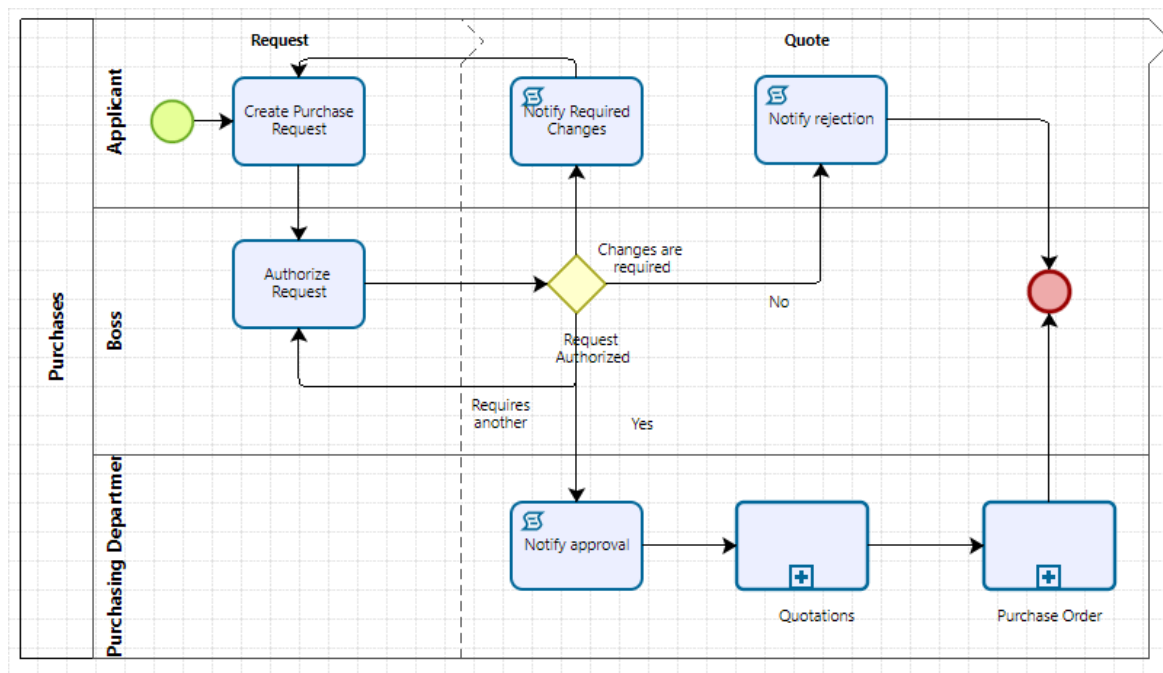 Purchases
Request
Quote
Applicant
Create Purchase
Request
Notify Required
Changes
Notify rejection
Boss
Authorize
Request
Changes are
required
No
Request
Authorized
Requires
another
Yes
Purchasing Departmer
Notify approval
Quotations
Purchase Order